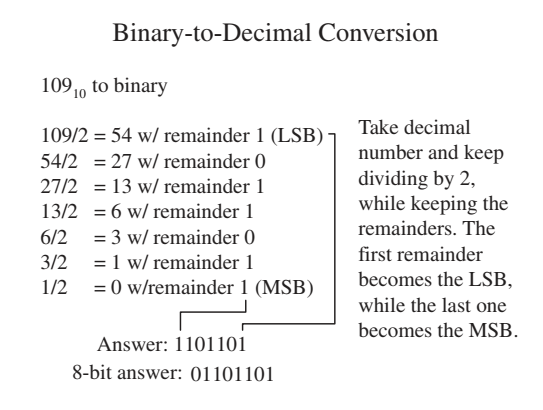 Binary-to-Decimal Conversion
109₁₀ to binary
109/2 = 54 w/ remainder 1 (LSB)
54/2 = 27 w/ remainder 0
27/2 = 13 w/ remainder 1
13/2 = 6 w/ remainder 1
6/2 = 3 w/ remainder 0
3/2 = 1 w/ remainder 1
1/2 = 0 w/remainder 1 (MSB)
Answer: 1101101
8-bit answer: 01101101
Take decimal
number and keep
dividing by 2,
while keeping the
remainders. The
first remainder
becomes the LSB,
while the last one
becomes the MSB.